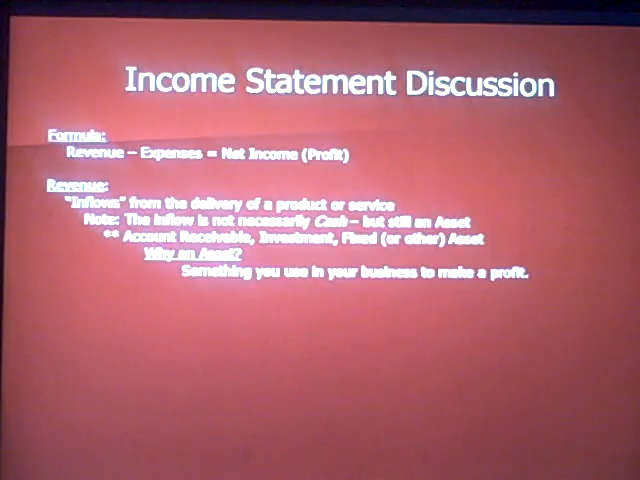 Income Statement Discussion
Formula:
Revenue – Expenses = Net Income (Profit)
Revenue:
"Inflows" from the delivery of a product or service
Note: The inflow is not necessarily Cash – but still an Asset
** Account Receivable, Investment, Fixed (or other) Asset
Why an Asset?
Something you use in your business to make a profit.